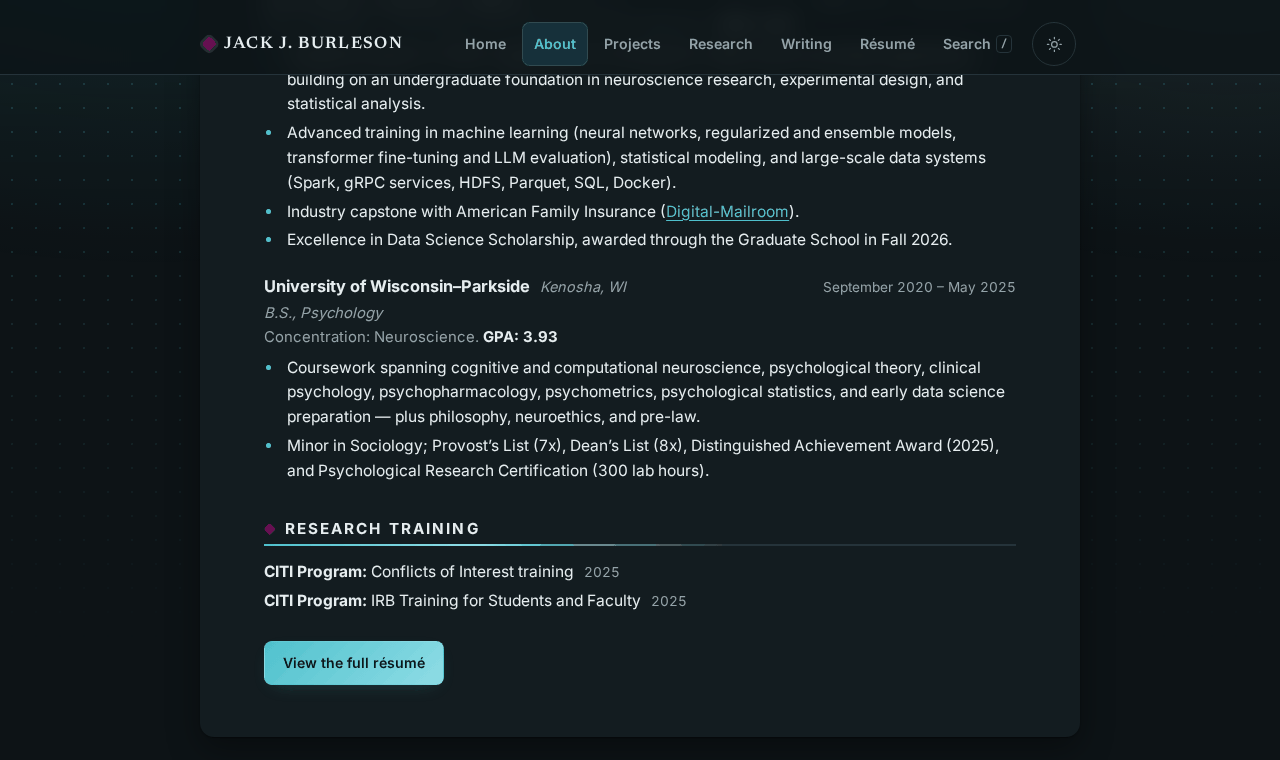 JACK J. BURLESON
Home
About
Projects
Research
Writing
Résumé
Search /
building on an undergraduate foundation in neuroscience research, experimental design, and
statistical analysis.
Advanced training in machine learning (neural networks, regularized and ensemble models,
transformer fine-tuning and LLM evaluation), statistical modeling, and large-scale data systems
(Spark, gRPC services, HDFS, Parquet, SQL, Docker).
Industry capstone with American Family Insurance (Digital-Mailroom).
Excellence in Data Science Scholarship, awarded through the Graduate School in Fall 2026.
University of Wisconsin–Parkside Kenosha, WI September 2020 – May 2025
B.S., Psychology
Concentration: Neuroscience. GPA: 3.93
Coursework spanning cognitive and computational neuroscience, psychological theory, clinical
psychology, psychopharmacology, psychometrics, psychological statistics, and early data science
preparation — plus philosophy, neuroethics, and pre-law.
Minor in Sociology; Provost’s List (7x), Dean’s List (8x), Distinguished Achievement Award (2025),
and Psychological Research Certification (300 lab hours).
RESEARCH TRAINING
CITI Program: Conflicts of Interest training 2025
CITI Program: IRB Training for Students and Faculty 2025
View the full résumé